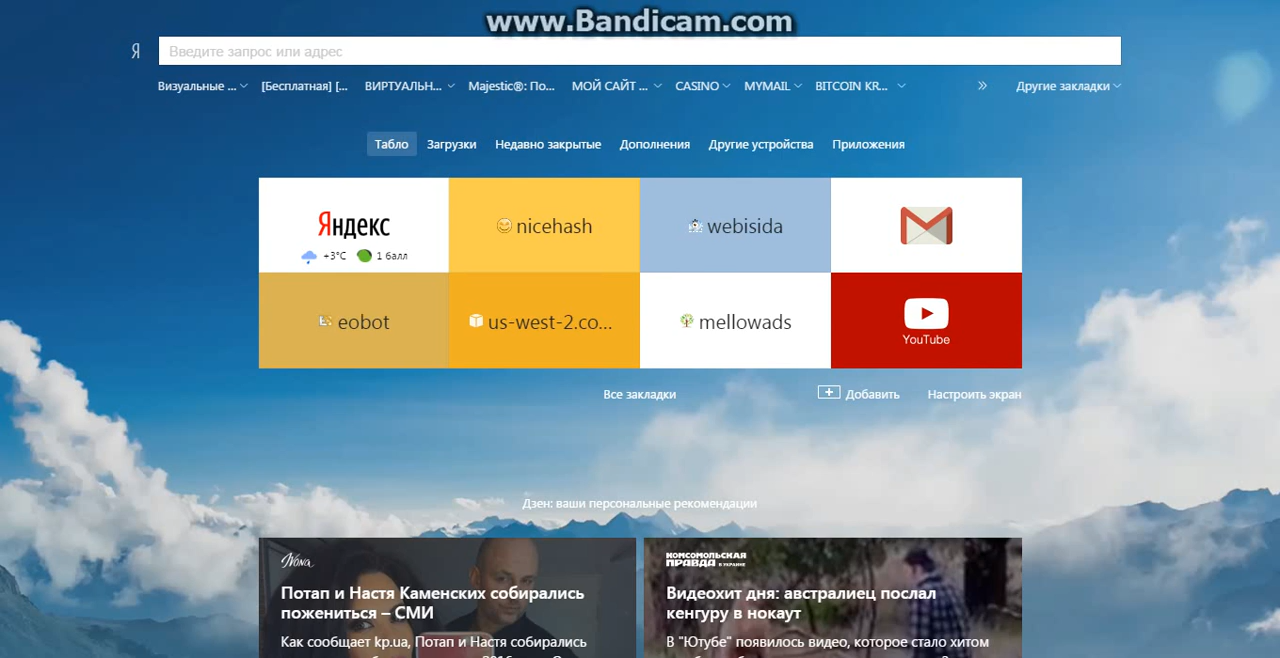 www.Bandicam.com
Я Введите запрос или адрес
Визуальные ... [Бесплатная] [... ВИРТУАЛЬН... Majestic®: По... МОЙ САЙТ ... CASINO MYMAIL BITCOIN KR... » Другие закладки
Табло Загрузки Недавно закрытые Дополнения Другие устройства Приложения
Яндекс
+3°C 1 балл
nicehash
webisida
eobot
us-west-2.co...
mellowads
YouTube
Все закладки Добавить Настроить экран
Дзен: ваши персональные рекомендации
Nona
Потап и Настя Каменских собирались
пожениться – СМИ
Как сообщает kp.ua, Потап и Настя собирались
КОМСОМОЛЬСКАЯ
ПРАВДА В УКРАИНЕ
Видеохит дня: австралиец послал
кенгуру в нокаут
В "Ютубе" появилось видео, которое стало хитом